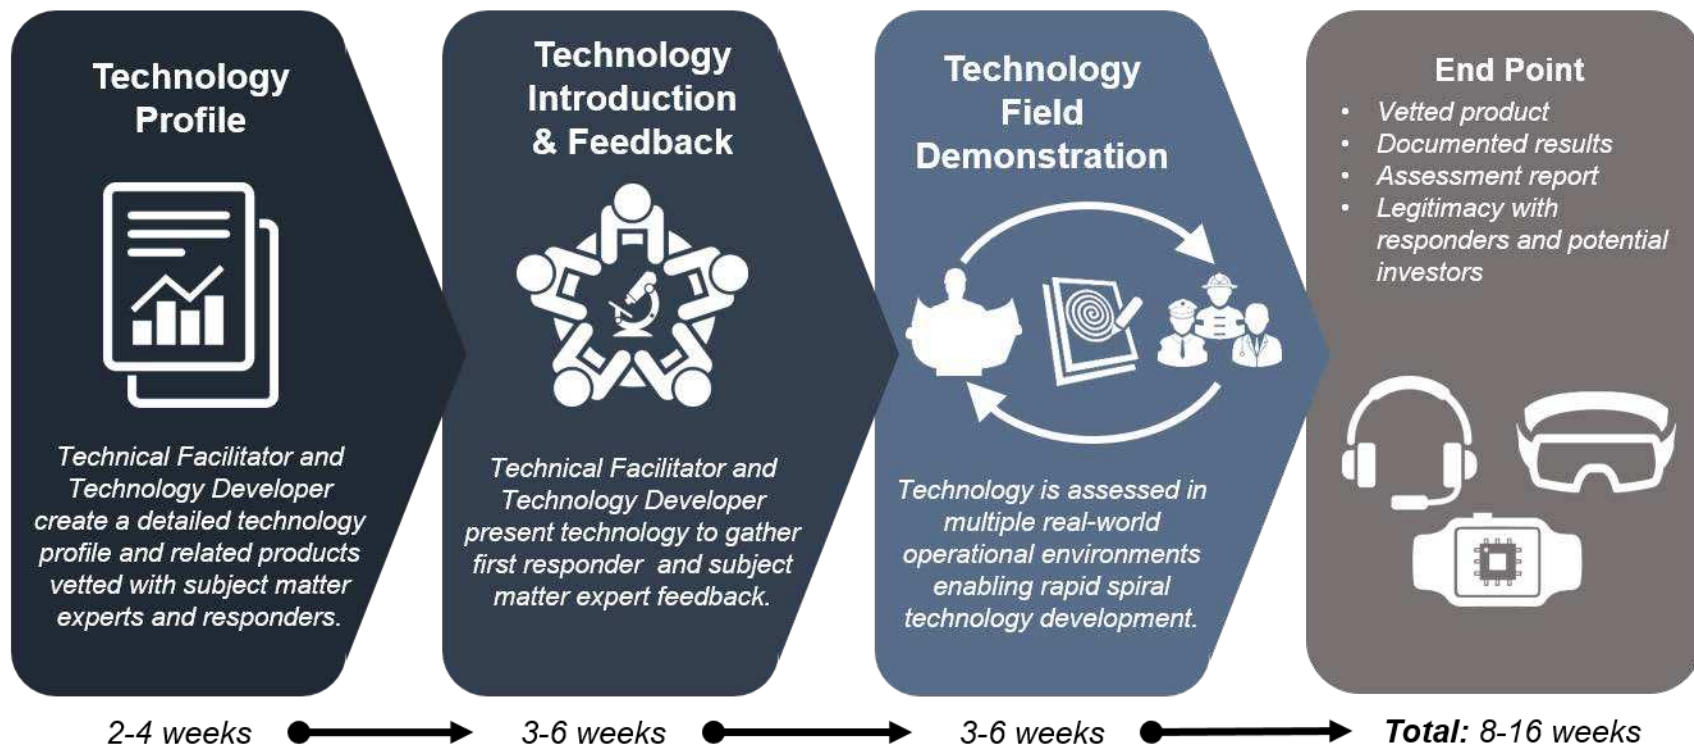 Technology
Profile
Technical Facilitator and
Technology Developer
create a detailed technology
profile and related products
vetted with subject matter
experts and responders.
2-4 weeks
Technology
Introduction
& Feedback
Technical Facilitator and
Technology Developer
present technology to gather
first responder and subject
matter expert feedback.
3-6 weeks
Technology
Field
Demonstration
Technology is assessed in
multiple real-world
operational environments
enabling rapid spiral
technology development.
3-6 weeks
End Point
• Vetted product
• Documented results
• Assessment report
• Legitimacy with
responders and potential
investors
Total: 8-16 weeks